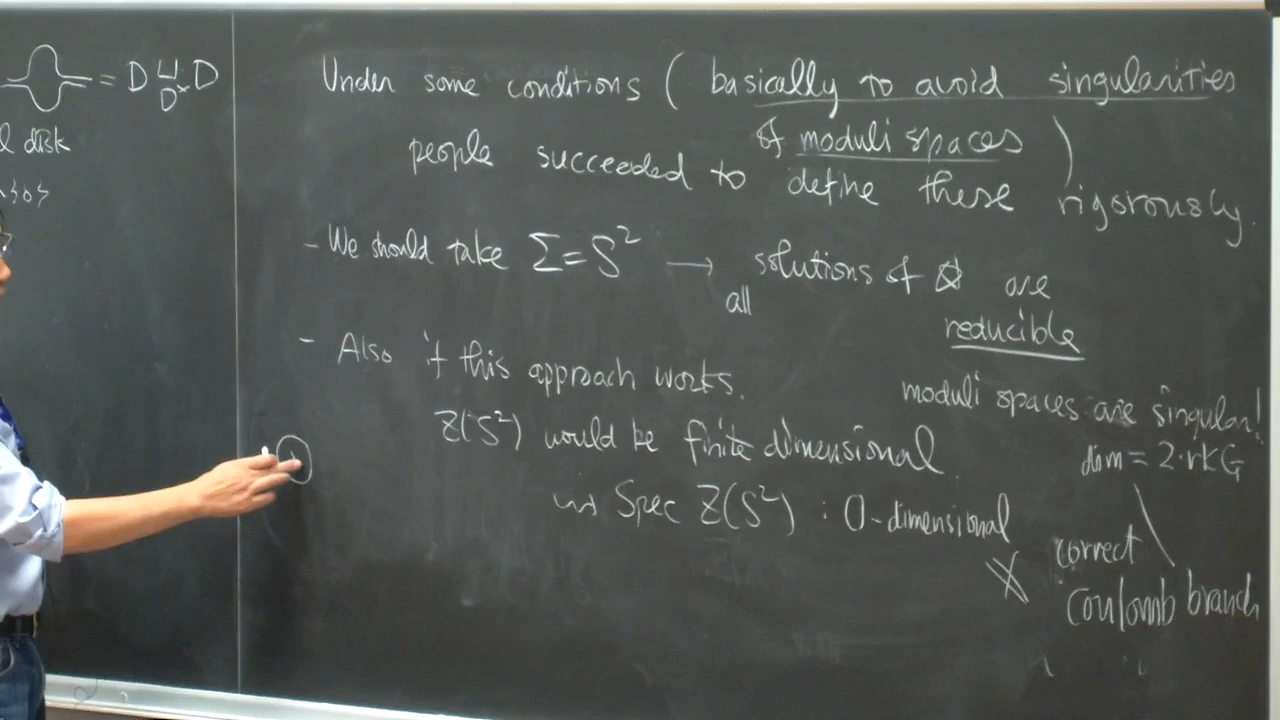 = D ⊔ D
D×
l disk
Under some conditions ( basically to avoid singularities
of moduli spaces )
people succeeded to define these rigorously.
- We should take Σ = S² → all solutions of ✡ are
reducible
- Also if this approach works,
moduli spaces are singular!
Z(S²) would be finite dimensional
dim = 2·rk G
⇝ Spec Z(S²) : 0-dimensional
correct
Coulomb branch